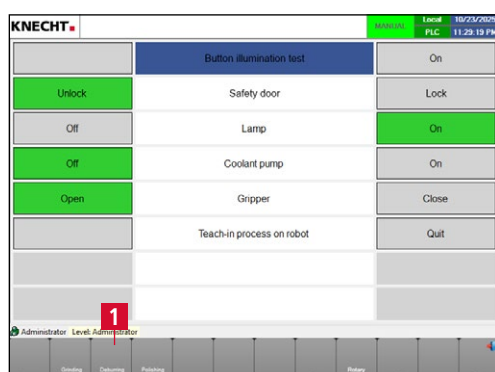 KNECHT
MANUAL
Local 10/23/2025
PLC 11:29:19 PM
Button illumination test On
Unlock Safety door Lock
Off Lamp On
Off Coolant pump On
Open Gripper Close
Teach-in process on robot Quit
Administrator Level: Administrator
1
Grinding Deburring Polishing Rotary